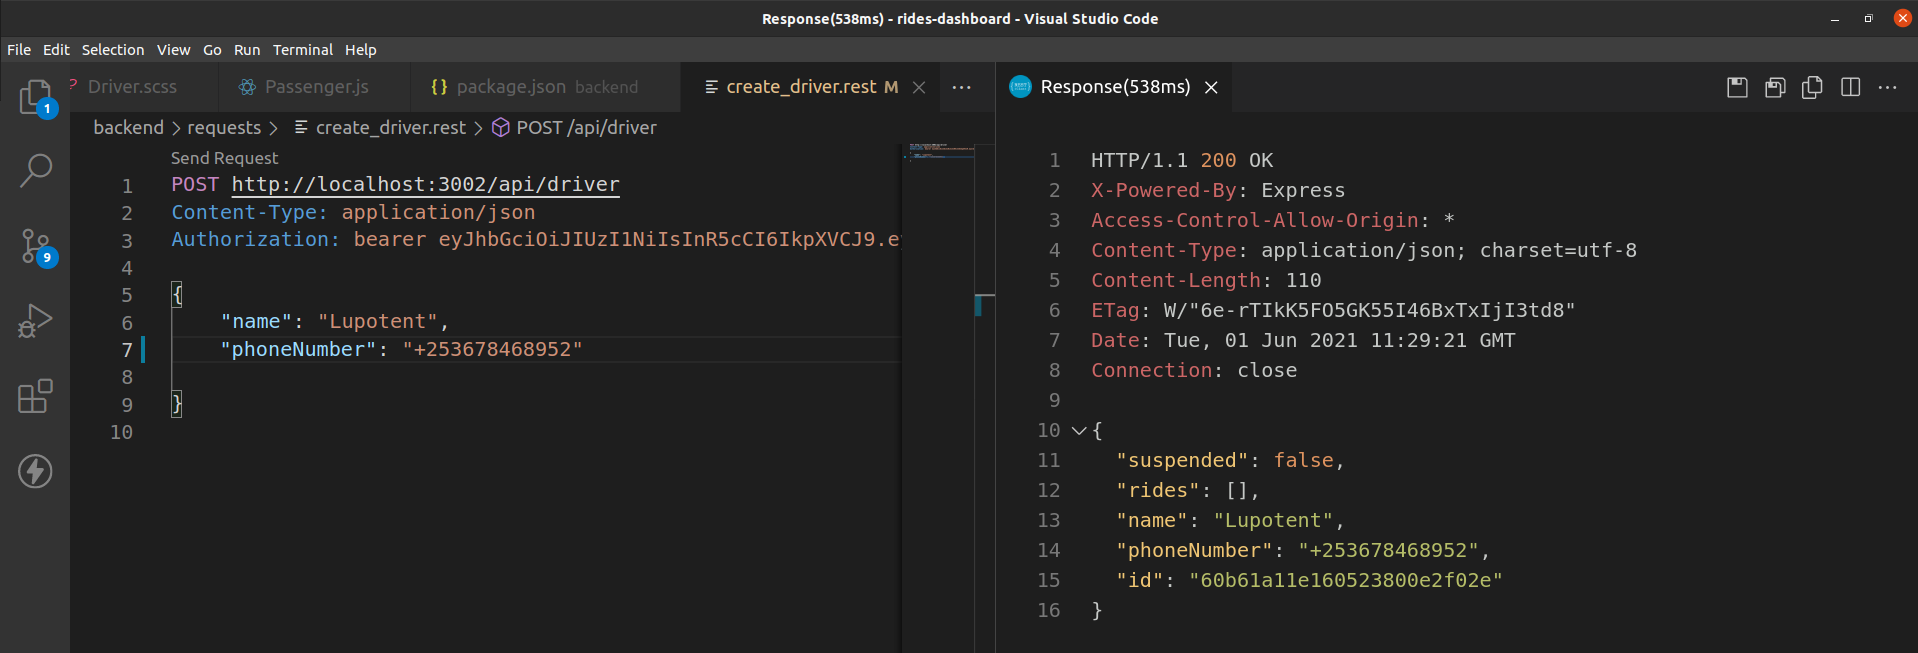 Response(538ms) - rides-dashboard - Visual Studio Code
File Edit Selection View Go Run Terminal Help
Driver.scss Passenger.js {} package.json backend create_driver.rest M ...
Response(538ms)
1
9
backend > requests > create_driver.rest > POST /api/driver
Send Request
1 POST http://localhost:3002/api/driver
2 Content-Type: application/json
3 Authorization: bearer eyJhbGciOiJIUzI1NiIsInR5cCI6IkpXVCJ9.ey
4
5 {
6 "name": "Lupotent",
7 "phoneNumber": "+253678468952"
8
9 }
10
1 HTTP/1.1 200 OK
2 X-Powered-By: Express
3 Access-Control-Allow-Origin: *
4 Content-Type: application/json; charset=utf-8
5 Content-Length: 110
6 ETag: W/"6e-rTIkK5FO5GK55I46BxTxIjI3td8"
7 Date: Tue, 01 Jun 2021 11:29:21 GMT
8 Connection: close
9
10 {
11 "suspended": false,
12 "rides": [],
13 "name": "Lupotent",
14 "phoneNumber": "+253678468952",
15 "id": "60b61a11e160523800e2f02e"
16 }